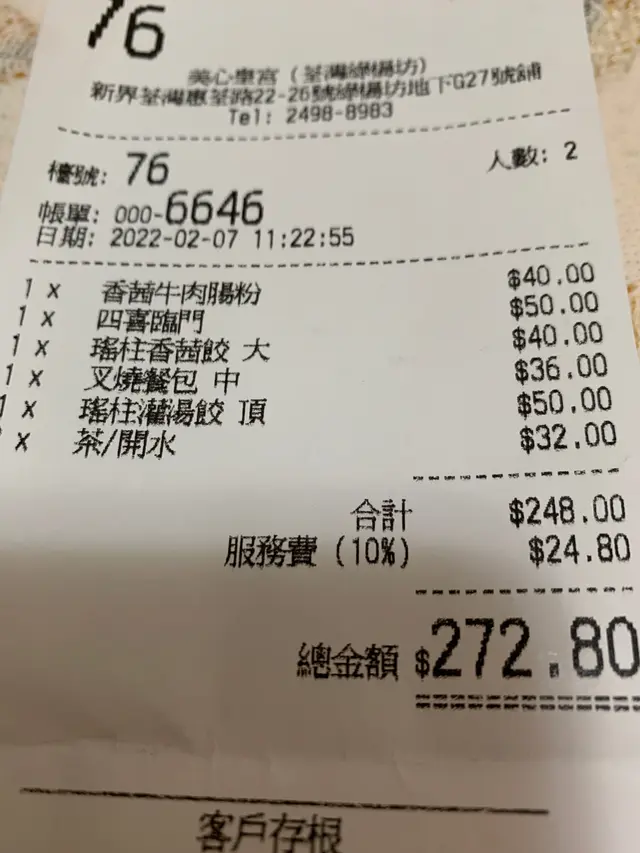 76
美心皇宮(荃灣綠楊坊)
新界荃灣惠荃路22-26號綠楊坊地下G27號舖
Tel: 2498-8983
檯號: 76 人數: 2
帳單: 000-6646
日期: 2022-02-07 11:22:55
1 x 香茜牛肉腸粉 $40.00
1 x 四喜臨門 $50.00
1 x 瑤柱香茜餃 大 $40.00
1 x 叉燒餐包 中 $36.00
1 x 瑤柱灌湯餃 頂 $50.00
x 茶/開水 $32.00
合計 $248.00
服務費(10%) $24.80
總金額 $272.80
客戶存根